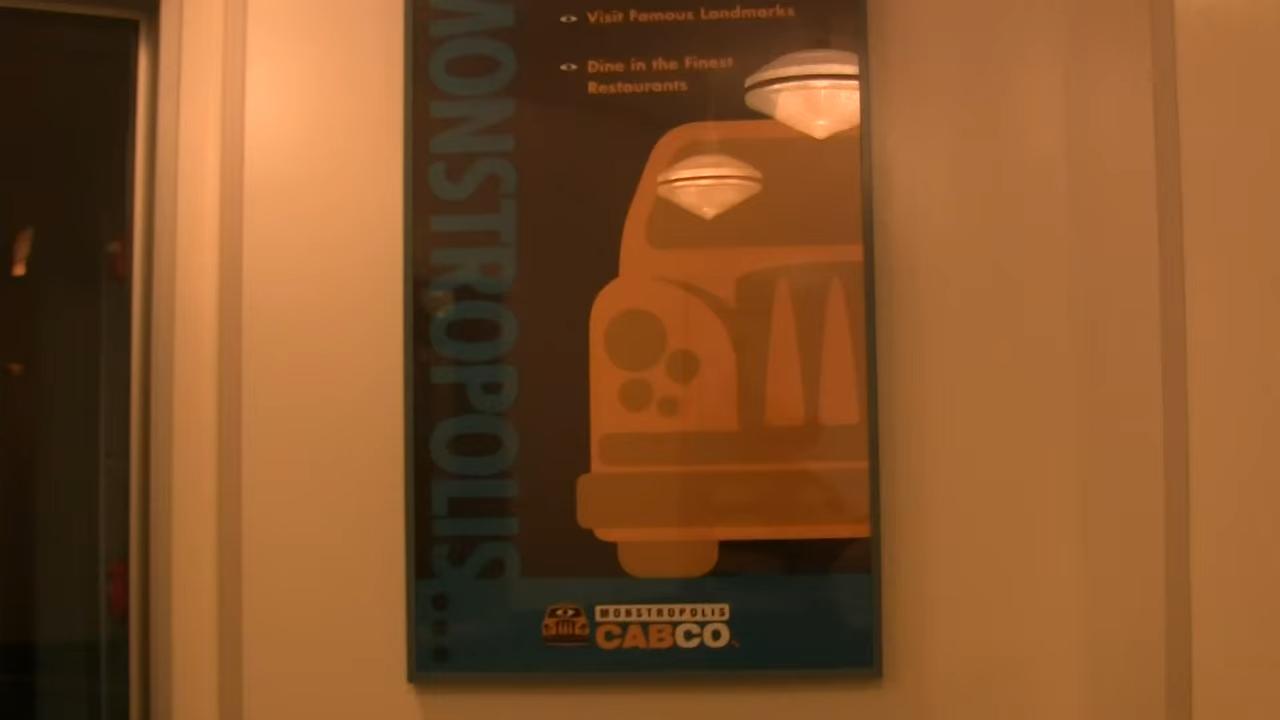 Visit Famous Landmarks
Dine in the Finest
Restaurants
MONSTROPOLIS...
MONSTROPOLIS
CABCO